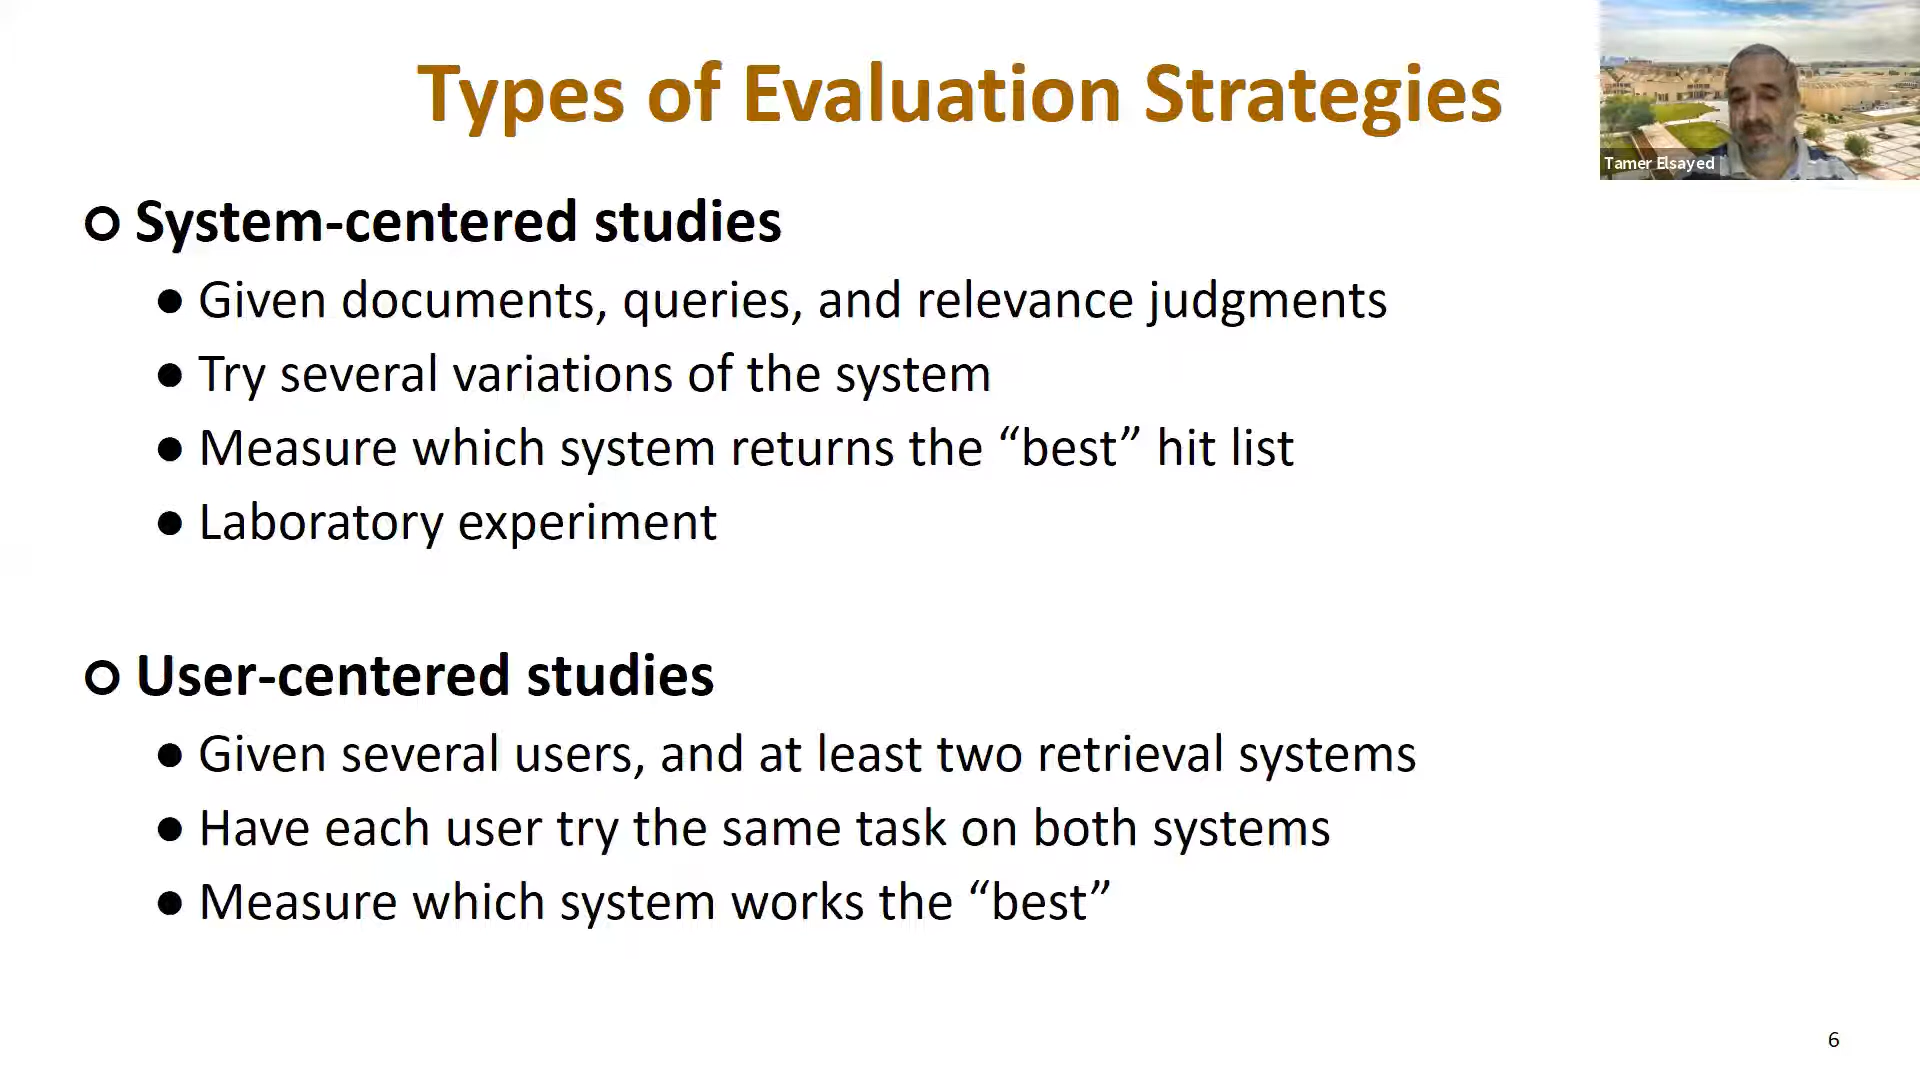 Types of Evaluation Strategies
Tamer Elsayed
System-centered studies
Given documents, queries, and relevance judgments
Try several variations of the system
Measure which system returns the “best” hit list
Laboratory experiment
User-centered studies
Given several users, and at least two retrieval systems
Have each user try the same task on both systems
Measure which system works the “best”
6